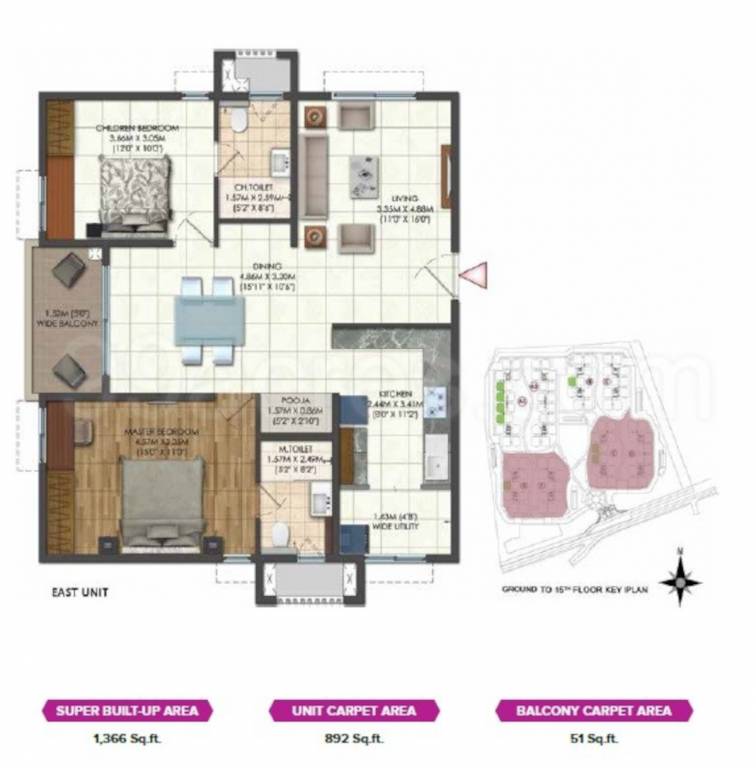 CHILDREN BEDROOM
3.66M X 3.05M
(12'0" X 10'0")
CH.TOILET
1.57M X 2.59M
(5'2" X 8'6")
LIVING
3.35M X 4.88M
(11'0" X 16'0")
DINING
4.86M X 3.20M
(15'11" X 10'6")
1.52M (5'0")
WIDE BALCONY
POOJA
1.57M X 0.86M
(5'2" X 2'10")
KITCHEN
2.44M X 3.41M
(8'0" X 11'2")
MASTER BEDROOM
4.57M X 3.35M
(15'0" X 11'0")
M.TOILET
1.57M X 2.49M
(5'2" X 8'2")
1.43M (4'8")
WIDE UTILITY
EAST UNIT
N
GROUND TO 15TH FLOOR KEY PLAN
SUPER BUILT-UP AREA
1,366 Sq.ft.
UNIT CARPET AREA
892 Sq.ft.
BALCONY CARPET AREA
51 Sq.ft.